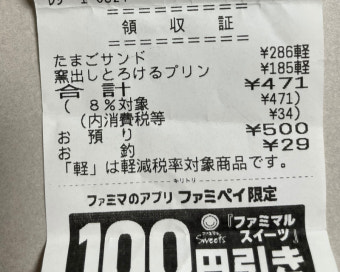 領収証
たまごサンド ¥286軽
窯出しとろけるプリン ¥185軽
合計 ¥471
( 8%対象 ¥471)
(内消費税等 ¥34)
お預り ¥500
お釣 ¥29
「軽」は軽減税率対象商品です。
キリトリ
ファミマのアプリ ファミペイ限定
100円引き
ファミマル Sweets
『ファミマル
スイーツ』